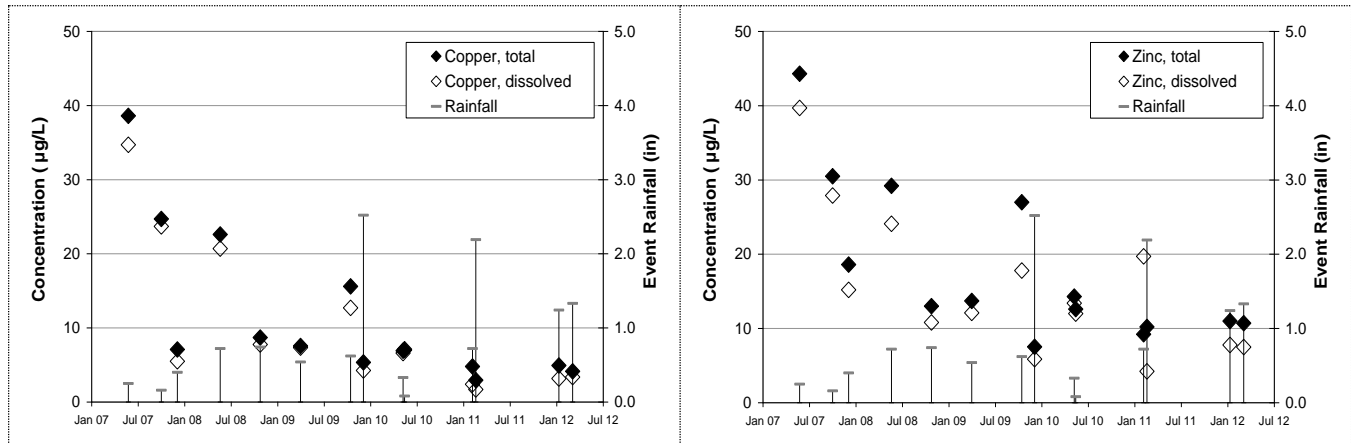 50
40
30
20
10
0
Concentration ( µg/L)
5.0
4.0
3.0
2.0
1.0
0.0
Event Rainfall (in)
Copper, total
Copper, dissolved
Rainfall
Jan 07 Jul 07 Jan 08 Jul 08 Jan 09 Jul 09 Jan 10 Jul 10 Jan 11 Jul 11 Jan 12 Jul 12
50
40
30
20
10
0
Concentration ( µg/L)
5.0
4.0
3.0
2.0
1.0
0.0
Event Rainfall (in)
Zinc, total
Zinc, dissolved
Rainfall
Jan 07 Jul 07 Jan 08 Jul 08 Jan 09 Jul 09 Jan 10 Jul 10 Jan 11 Jul 11 Jan 12 Jul 12